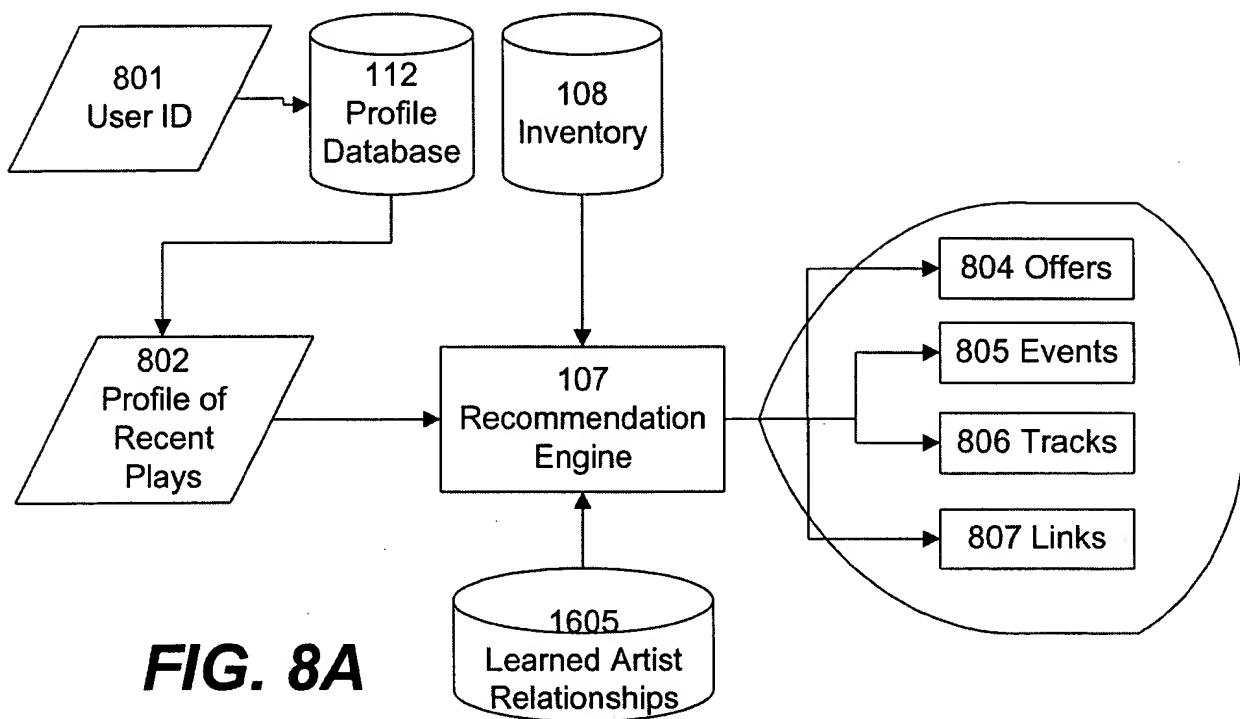 801
User ID
112
Profile
Database
108
Inventory
804 Offers
805 Events
806 Tracks
807 Links
802
Profile of
Recent
Plays
107
Recommendation
Engine
1605
Learned Artist
Relationships
FIG. 8A